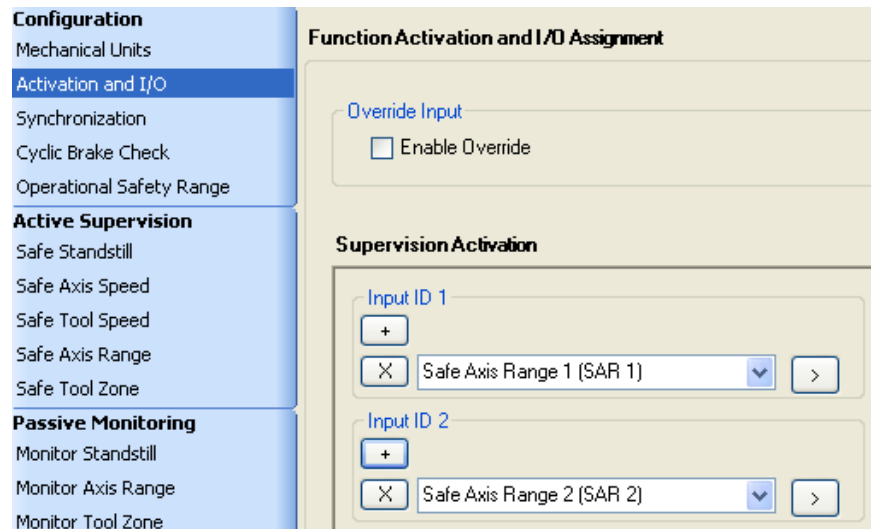 Configuration
Mechanical Units
Activation and I/O
Synchronization
Cyclic Brake Check
Operational Safety Range
Active Supervision
Safe Standstill
Safe Axis Speed
Safe Tool Speed
Safe Axis Range
Safe Tool Zone
Passive Monitoring
Monitor Standstill
Monitor Axis Range
Monitor Tool Zone
Function Activation and I/O Assignment
Override Input
Enable Override
Supervision Activation
Input ID 1
+
X Safe Axis Range 1 (SAR 1) >
Input ID 2
+
X Safe Axis Range 2 (SAR 2) >